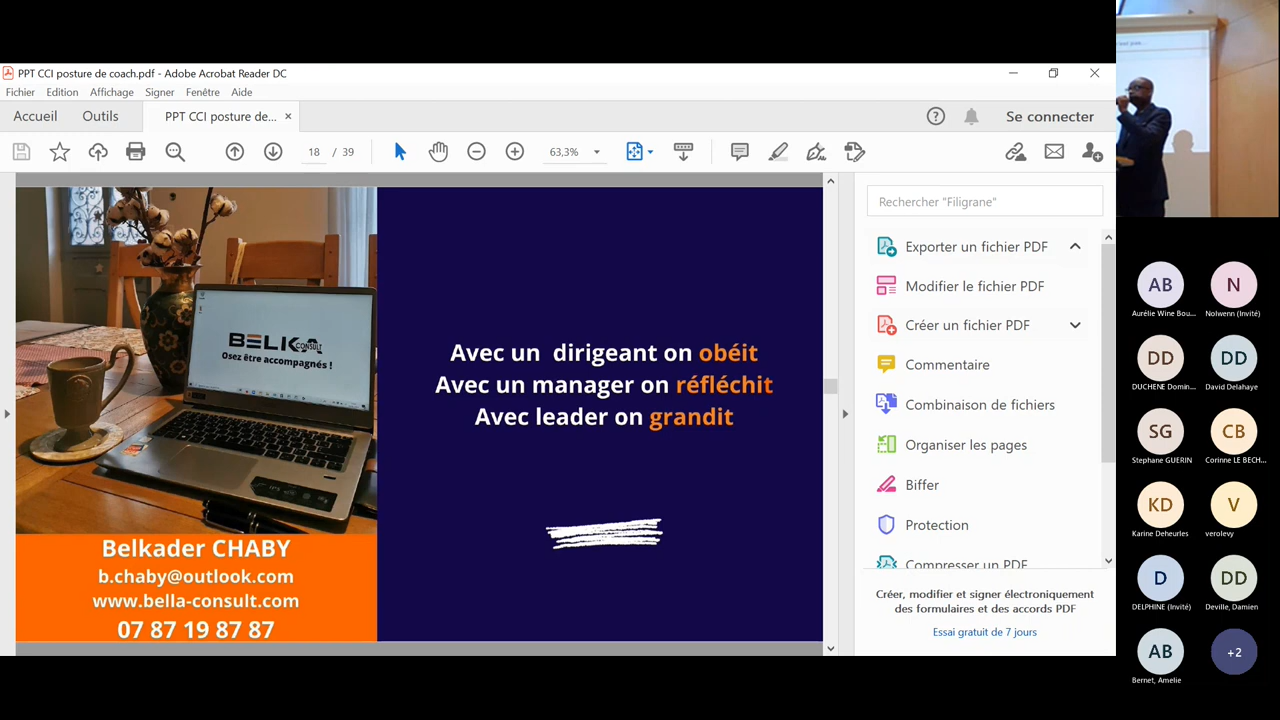 PPT CCI posture de coach.pdf - Adobe Acrobat Reader DC
Fichier Edition Affichage Signer Fenêtre Aide
Accueil Outils PPT CCI posture de... × Se connecter
18 / 39 63,3%
BELKA CONSULT
Osez être accompagnés !
Avec un  dirigeant on obéit
Avec un manager on réfléchit
Avec leader on grandit
Belkader CHABY
b.chaby@outlook.com
www.bella-consult.com
07 87 19 87 87
Rechercher "Filigrane"
Exporter un fichier PDF
Modifier le fichier PDF
Créer un fichier PDF
Commentaire
Combinaison de fichiers
Organiser les pages
Biffer
Protection
Compresser un PDF
Créer, modifier et signer électroniquement
des formulaires et des accords PDF
Essai gratuit de 7 jours
AB N
Aurélie Wine Bou... Nolwenn (Invité)
DD DD
DUCHENE Domin... David Delahaye
SG CB
Stephane GUERIN Corinne LE BECH...
KD V
Karine Deheurles verolevy
D DD
DELPHINE (Invité) Deville, Damien
AB +2
Bernet, Amelie